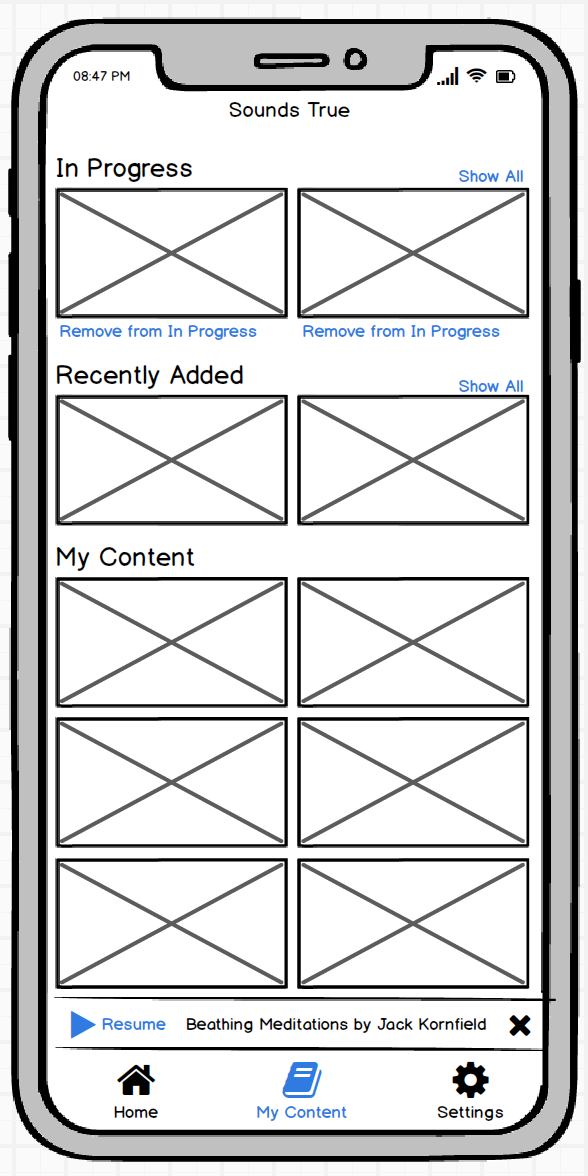 08:47 PM
Sounds True
In Progress
Show All
Remove from In Progress
Remove from In Progress
Recently Added
Show All
My Content
Resume
Beathing Meditations by Jack Kornfield
Home
My Content
Settings